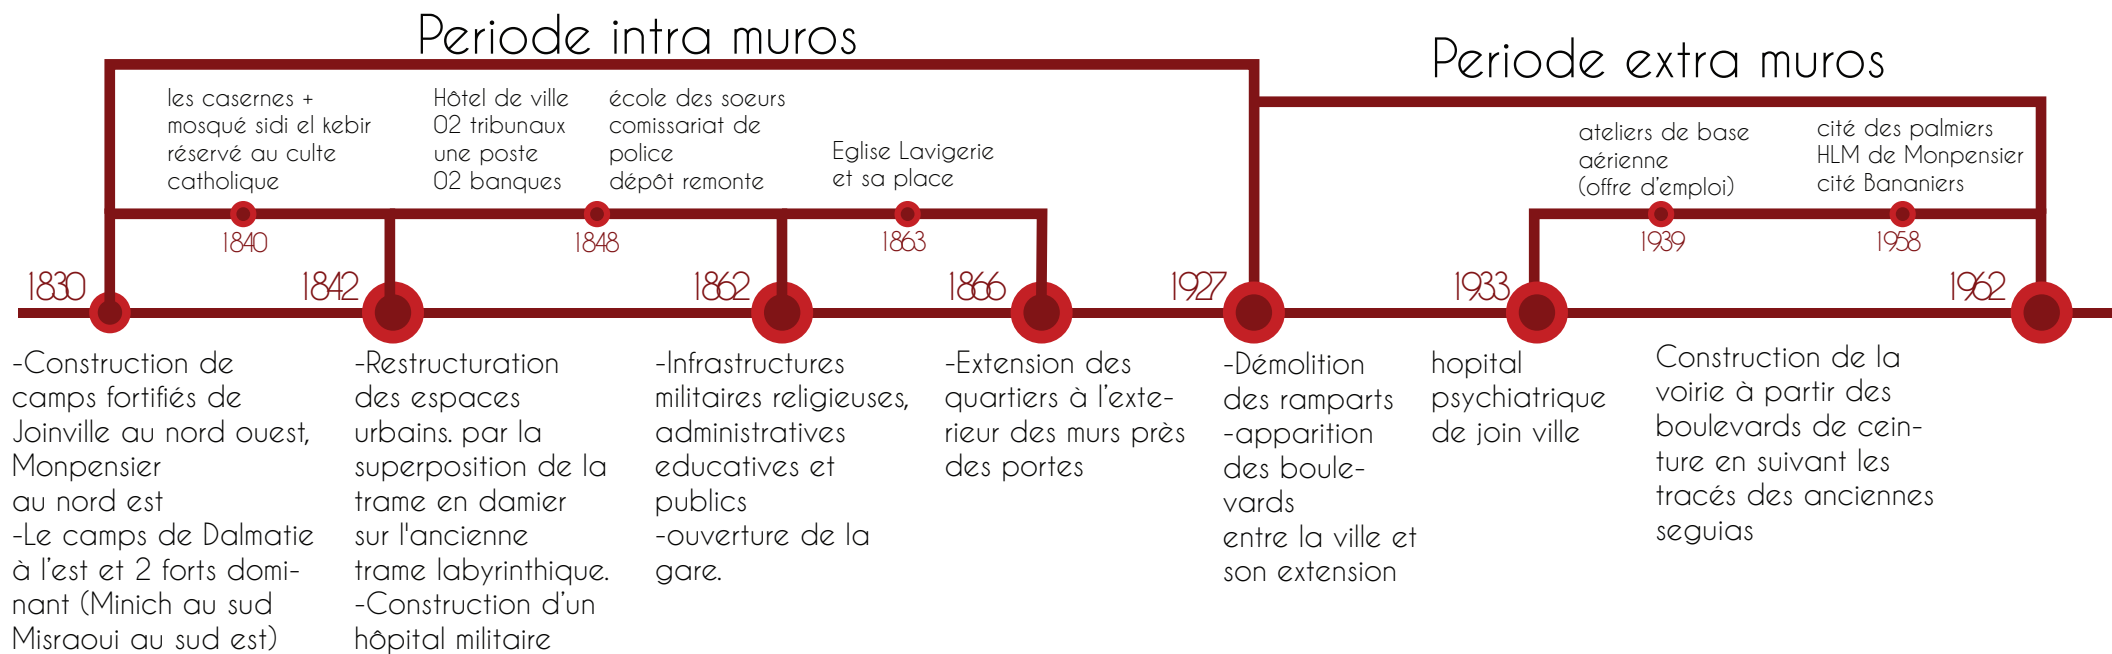 Periode intra muros
Periode extra muros
les casernes +
mosqué sidi el kebir
réservé au culte
catholique
Hôtel de ville
02 tribunaux
une poste
02 banques
école des soeurs
comissariat de
police
dépôt remonte
Eglise Lavigerie
et sa place
ateliers de base
aérienne
(offre d'emploi)
cité des palmiers
HLM de Monpensier
cité Bananiers
1840
1848
1863
1939
1958
1830
1842
1862
1866
1927
1933
1962
-Construction de
camps fortifiés de
Joinville au nord ouest,
Monpensier
au nord est
-Le camps de Dalmatie
à l'est et 2 forts domi-
nant (Minich au sud
Misraoui au sud est)
-Restructuration
des espaces
urbains. par la
superposition de la
trame en damier
sur l'ancienne
trame labyrinthique.
-Construction d'un
hôpital militaire
-Infrastructures
militaires religieuses,
administratives
educatives et
publics
-ouverture de la
gare.
-Extension des
quartiers à l'exte-
rieur des murs près
des portes
-Démolition
des ramparts
-apparition
des boule-
vards
entre la ville et
son extension
hopital
psychiatrique
de join ville
Construction de la
voirie à partir des
boulevards de cein-
ture en suivant les
tracés des anciennes
seguias